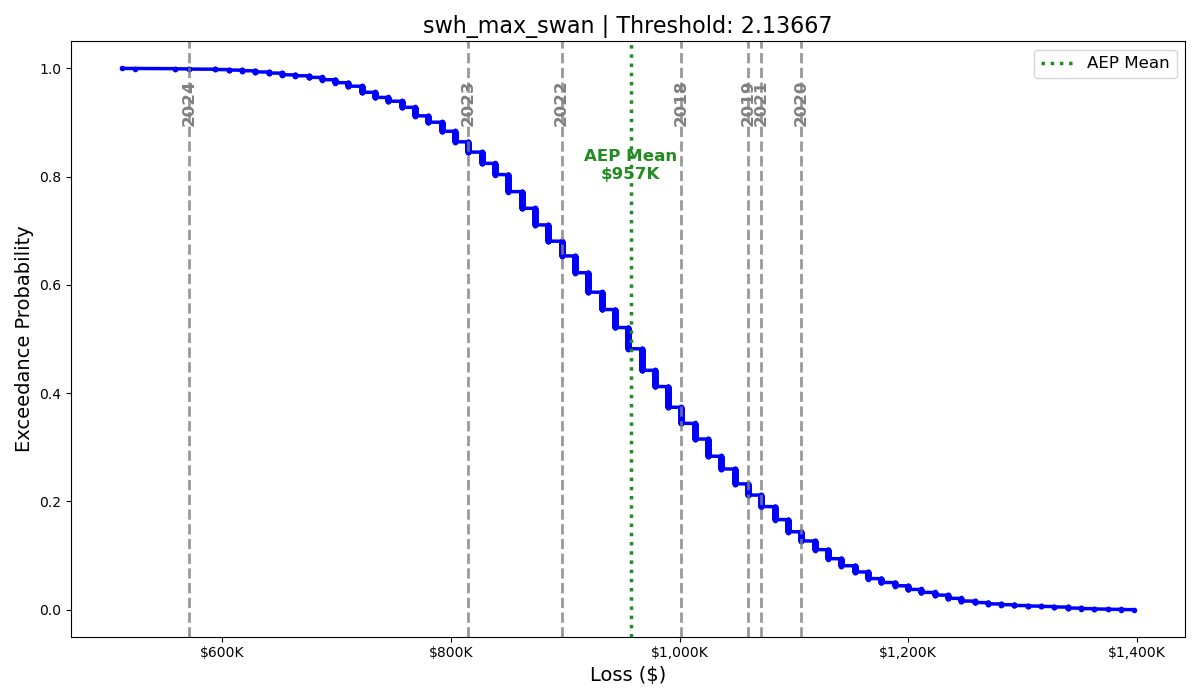 swh_max_swan | Threshold: 2.13667
AEP Mean
1.0
0.8
0.6
0.4
0.2
0.0
Exceedance Probability
2024
2023
2022
2018
2019
2021
2020
AEP Mean
$957K
$600K
$800K
$1,000K
$1,200K
$1,400K
Loss ($)